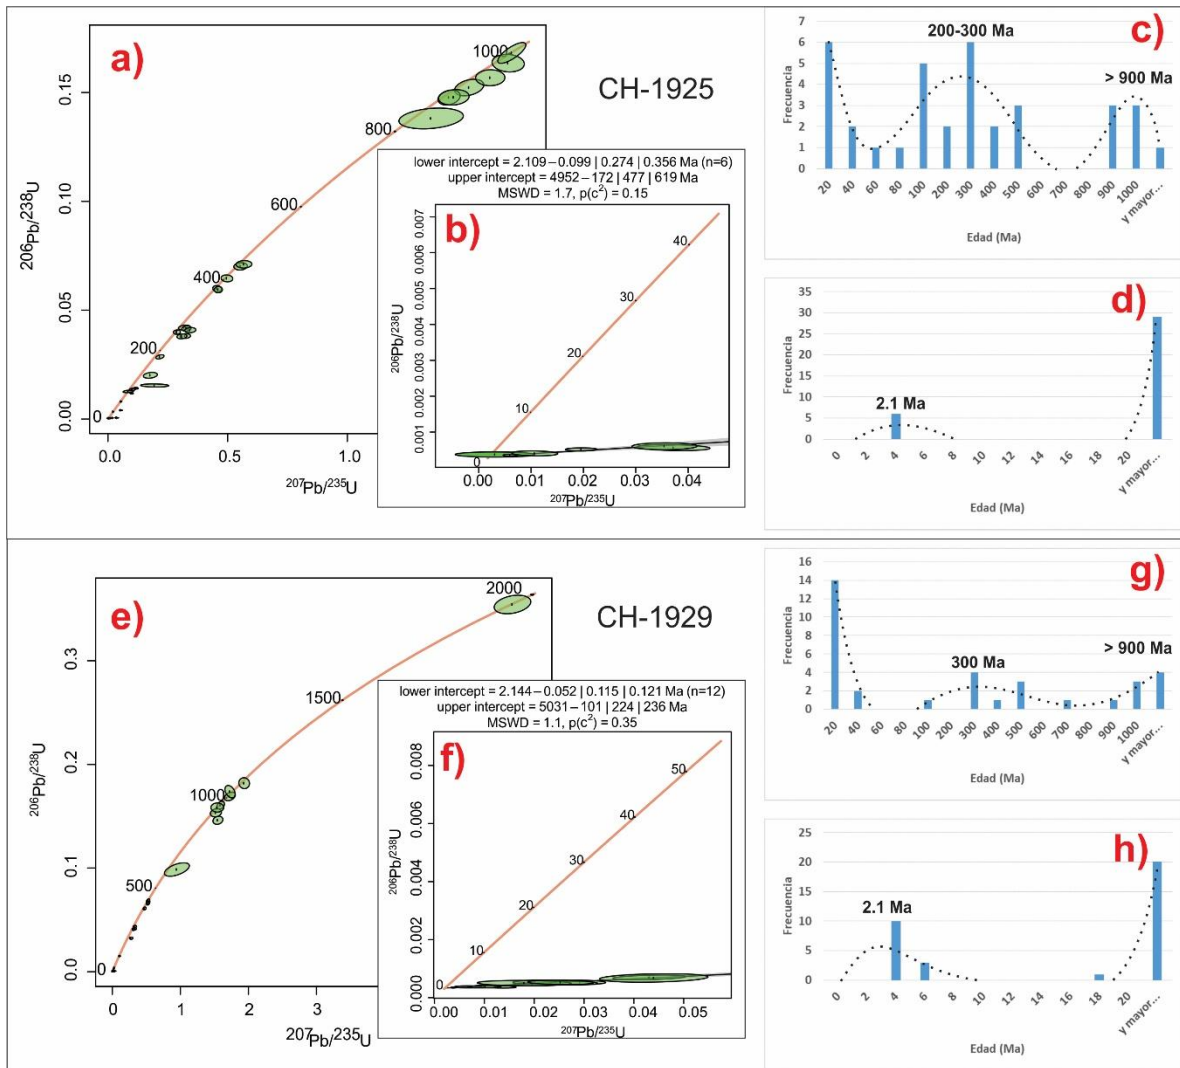 a)
CH-1925
206Pb/238U
0.15
0.10
0.05
0.00
1000
800
600
400
200
0
0.0
0.5
1.0
207Pb/235U
lower intercept = 2.109−0.099 | 0.274 | 0.356 Ma (n=6)
upper intercept = 4952−172 | 477 | 619 Ma
MSWD = 1.7, p(c2) = 0.15
b)
206Pb/238U
0.007
0.006
0.005
0.004
0.003
0.002
0.001
40
30
20
10
0
0.00 0.01 0.02 0.03 0.04
207Pb/235U
c)
200-300 Ma
> 900 Ma
Frecuencia
7
6
5
4
3
2
1
0
20 40 60 80 100 200 300 400 500 700 900 1000 y mayor...
Edad (Ma)
d)
2.1 Ma
Frecuencia
35
30
25
20
15
10
5
0
0 2 4 6 8 10 12 14 16 18 20 y mayor...
Edad (Ma)
e)
CH-1929
206Pb/238U
0.3
0.2
0.1
0.0
2000
1500
1000
500
0
0
1
2
3
207Pb/235U
lower intercept = 2.144−0.052 | 0.115 | 0.121 Ma (n=12)
upper intercept = 5031−101 | 224 | 236 Ma
MSWD = 1.1, p(c2) = 0.35
f)
206Pb/238U
0.008
0.006
0.004
0.002
0.000
50
40
30
20
10
0
0.00 0.01 0.02 0.03 0.04 0.05
207Pb/235U
g)
300 Ma
> 900 Ma
Frecuencia
16
14
12
10
8
6
4
2
0
20 40 60 80 100 200 300 400 500 700 900 1000 y mayor...
Edad (Ma)
h)
2.1 Ma
Frecuencia
25
20
15
10
5
0
0 2 4 6 8 10 12 14 16 18 20 y mayor...
Edad (Ma)